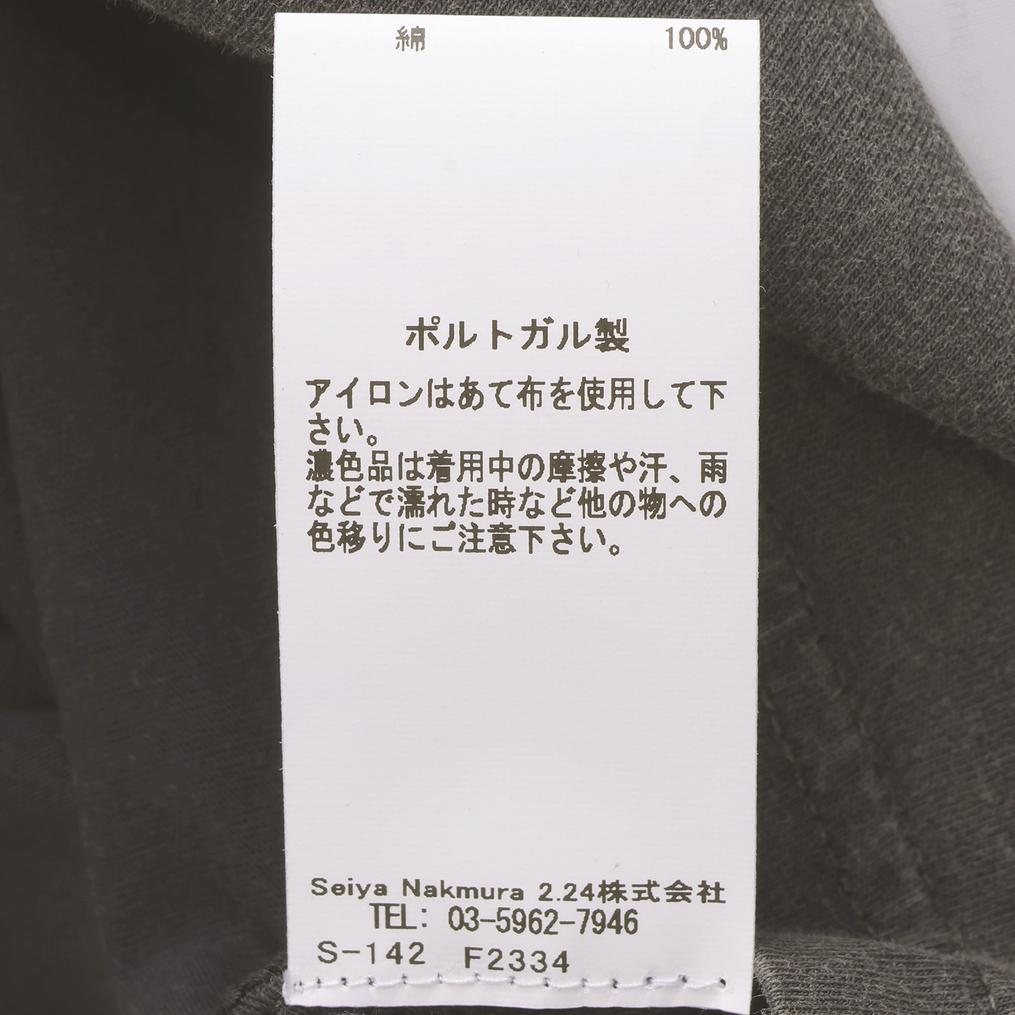 綿 100%
ポルトガル製
アイロンはあて布を使用して下
さい。
濃色品は着用中の摩擦や汗、雨
などで濡れた時など他の物への
色移りにご注意下さい。
Seiya Nakmura 2.24株式会社
TEL: 03-5962-7946
S-142 F2334